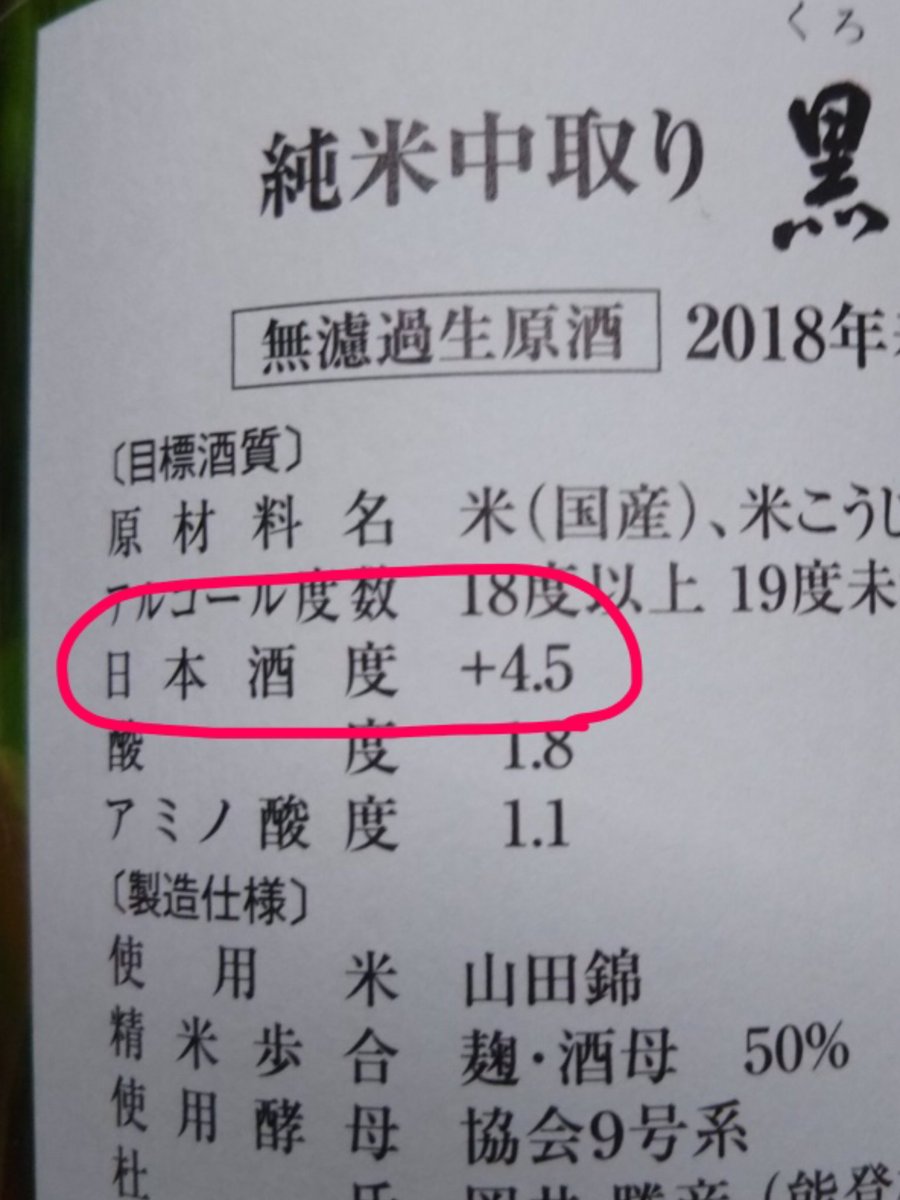 くろ
純米中取り 黒
無濾過生原酒 2018年
〔目標酒質〕
原材料名 米(国産)、米こうじ
アルコール度数 18度以上 19度未
日本酒度 +4.5
酸度 1.8
アミノ酸度 1.1
〔製造仕様〕
使用米 山田錦
精米歩合 麹・酒母 50%
使用酵母 協会9号系
杜